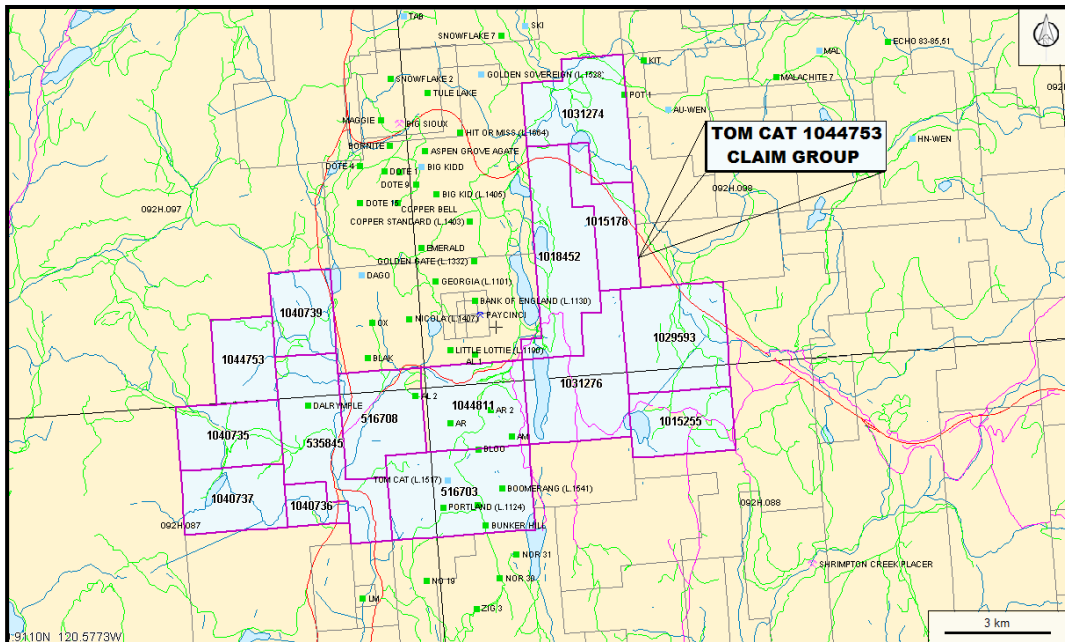 TAB
SKI
SNOWFLAKE 7
ECHO 83-85,51
MAL
KIT
SNOWFLAKE 2
GOLDEN SOVEREIGN (L.1528)
MALACHITE 7
TULE LAKE
POT 1
092H
1031274
AU-WEN
MAGGIE
BIG SIOUX
HIT OR MISS (L.1664)
TOM CAT 1044753
CLAIM GROUP
HN-WEN
BORNITE
ASPEN GROVE AGATE
DOTE 4
DOTE 1
BIG KIDD
DOTE 9
BIG KID (L.1405)
092H.098
092H.097
DOTE 15
COPPER BELL
COPPER STANDARD (L.1403)
1015178
EMERALD
1018452
GOLDEN GATE (L.1332)
DAGO
GEORGIA (L.1101)
BANK OF ENGLAND (L.1130)
1040739
OX
NICOLA (L.1407)
PAYCINCI
1029593
LITTLE LOTTIE (L.1190)
1044753
BLAK
AL 1
1031276
AL 2
DALRYMPLE
1044811
AR 2
516708
AR
1015255
1040735
535845
AM
BLOO
1040737
TOM CAT (L.1517)
516703
BOOMERANG (L.1541)
1040736
PORTLAND (L.1124)
092H.088
092H.087
BUNKER HILL
NOR 31
SHRIMPTON CREEK PLACER
NO 19
NOR 30
LM
ZIG 3
9110N 120.5773W
3 km